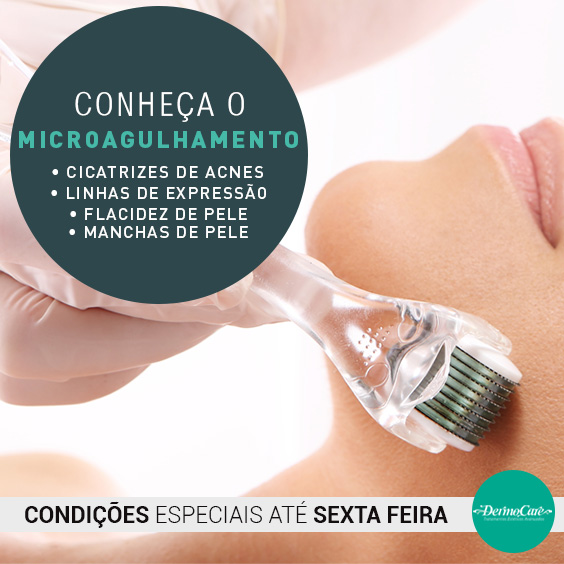 CONHEÇA O
MICROAGULHAMENTO
• CICATRIZES DE ACNES
• LINHAS DE EXPRESSÃO
• FLACIDEZ DE PELE
• MANCHAS DE PELE
CONDIÇÕES ESPECIAIS ATÉ SEXTA FEIRA
DermoCare